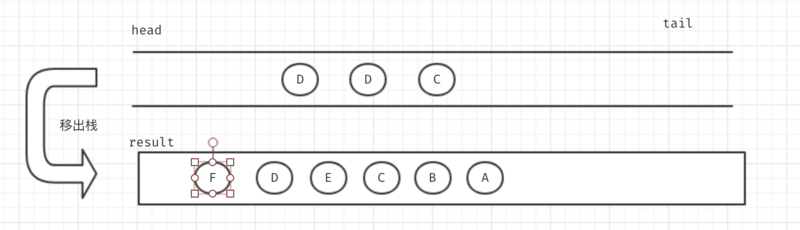 head
tail
D D C
移出栈
result
F D E C B A